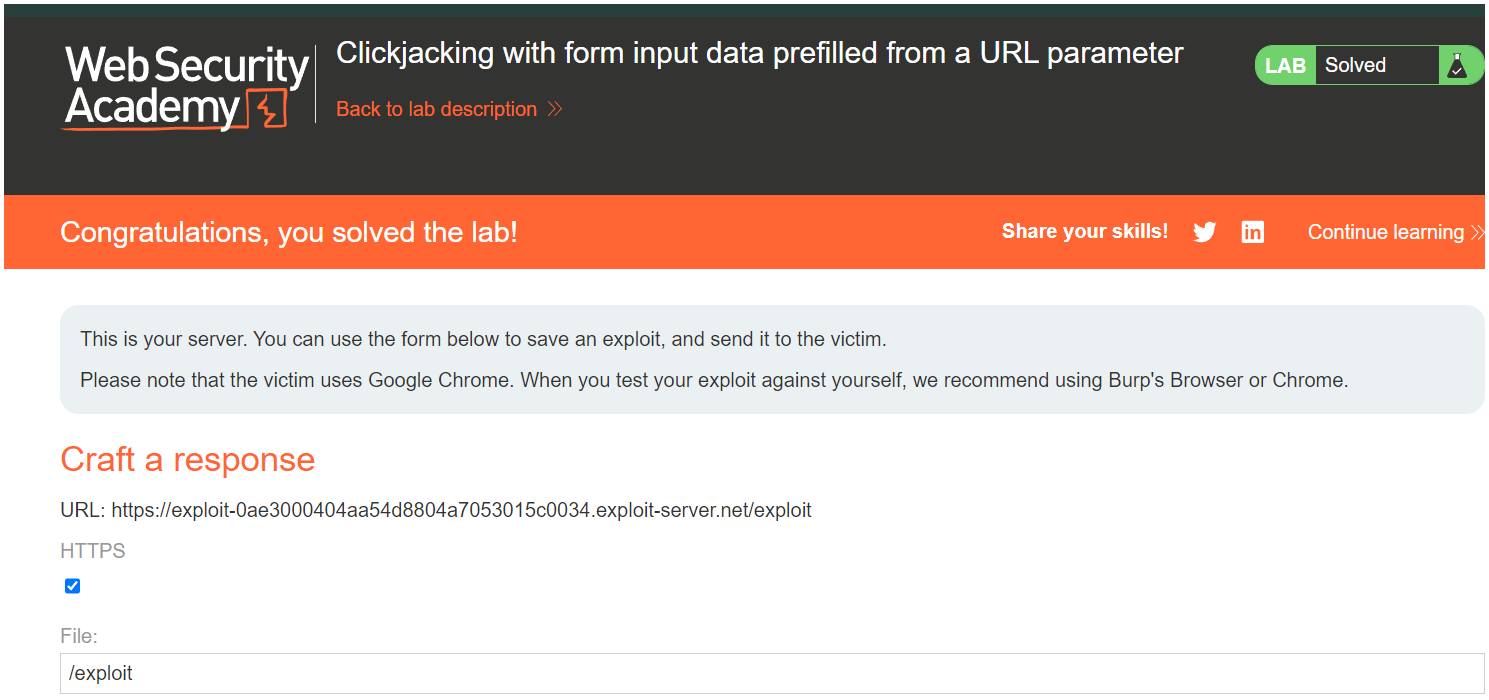 Web Security
Academy
Clickjacking with form input data prefilled from a URL parameter
Back to lab description
LAB Solved
Congratulations, you solved the lab!
Share your skills!
Continue learning
This is your server. You can use the form below to save an exploit, and send it to the victim.
Please note that the victim uses Google Chrome. When you test your exploit against yourself, we recommend using Burp's Browser or Chrome.
Craft a response
URL: https://exploit-0ae3000404aa54d8804a7053015c0034.exploit-server.net/exploit
HTTPS
File:
/exploit